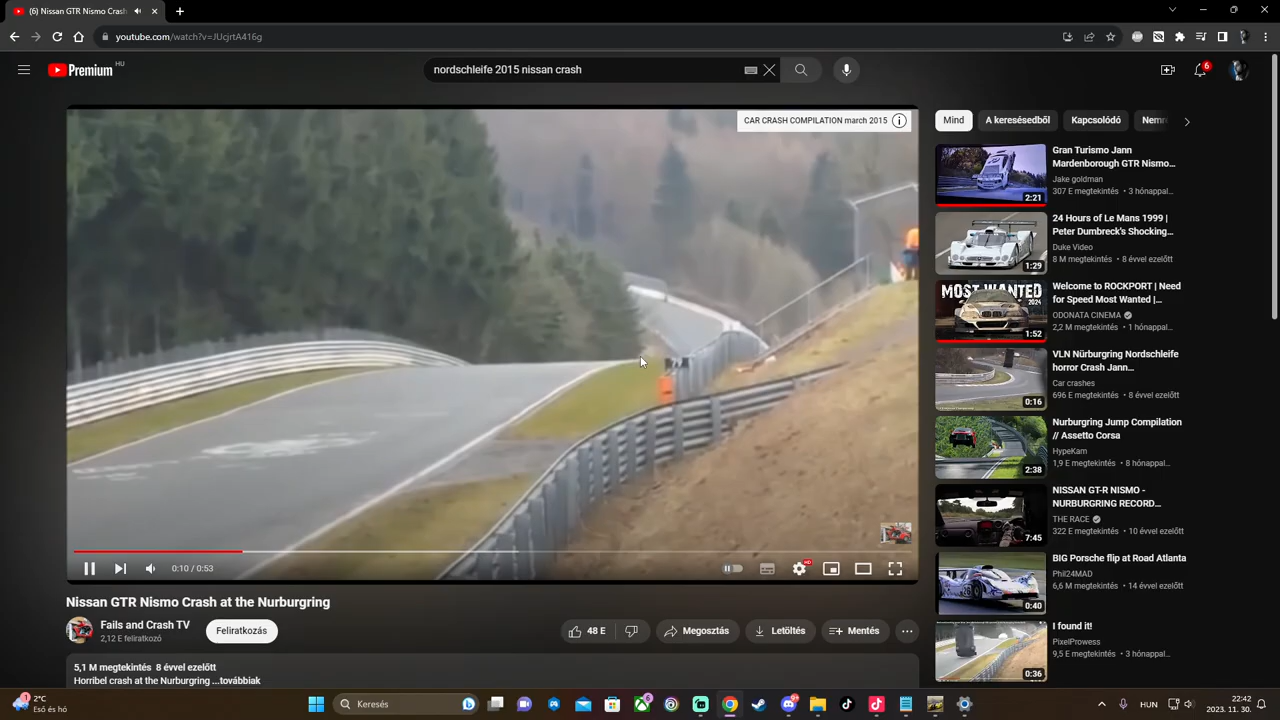 (6) Nissan GTR Nismo Crash
youtube.com/watch?v=JUcjrtA416g
Premium HU
nordschleife 2015 nissan crash
6
CAR CRASH COMPILATION march 2015
Mind
A keresésedből
Kapcsolódó
2:21
Gran Turismo Jann
Mardenborough GTR Nismo...
Jake goldman
307 E megtekintés • 3 hónappal...
1:29
24 Hours of Le Mans 1999 |
Peter Dumbreck's Shocking...
Duke Video
8 M megtekintés • 8 évvel ezelőtt
MOST WANTED
2024
1:52
Welcome to ROCKPORT | Need
for Speed Most Wanted |...
ODONATA CINEMA
2,2 M megtekintés • 1 hónappal...
0:16
VLN Nürburgring Nordschleife
horror Crash Jann...
Car crashes
696 E megtekintés • 8 évvel ezelőtt
2:38
Nurburgring Jump Compilation
// Assetto Corsa
HypeKam
1,9 E megtekintés • 8 hónappal...
7:45
NISSAN GT-R NISMO -
NURBURGRING RECORD...
THE RACE
322 E megtekintés • 10 évvel ezelőtt
0:40
BIG Porsche flip at Road Atlanta
Phil24MAD
6,6 M megtekintés • 14 évvel ezelőtt
0:36
I found it!
PixelProwess
9,5 E megtekintés • 3 hónappal...
0:10 / 0:53
HD
Nissan GTR Nismo Crash at the Nurburgring
Fails and Crash TV
2,12 E feliratkozó
Feliratkozás
48 E
Megosztás
Letöltés
Mentés
5,1 M megtekintés 8 évvel ezelőtt
Horribel crash at the Nurburgring ...továbbiak
1
2°C
Eső és hó
Keresés
6
HUN
22:42
2023. 11. 30.